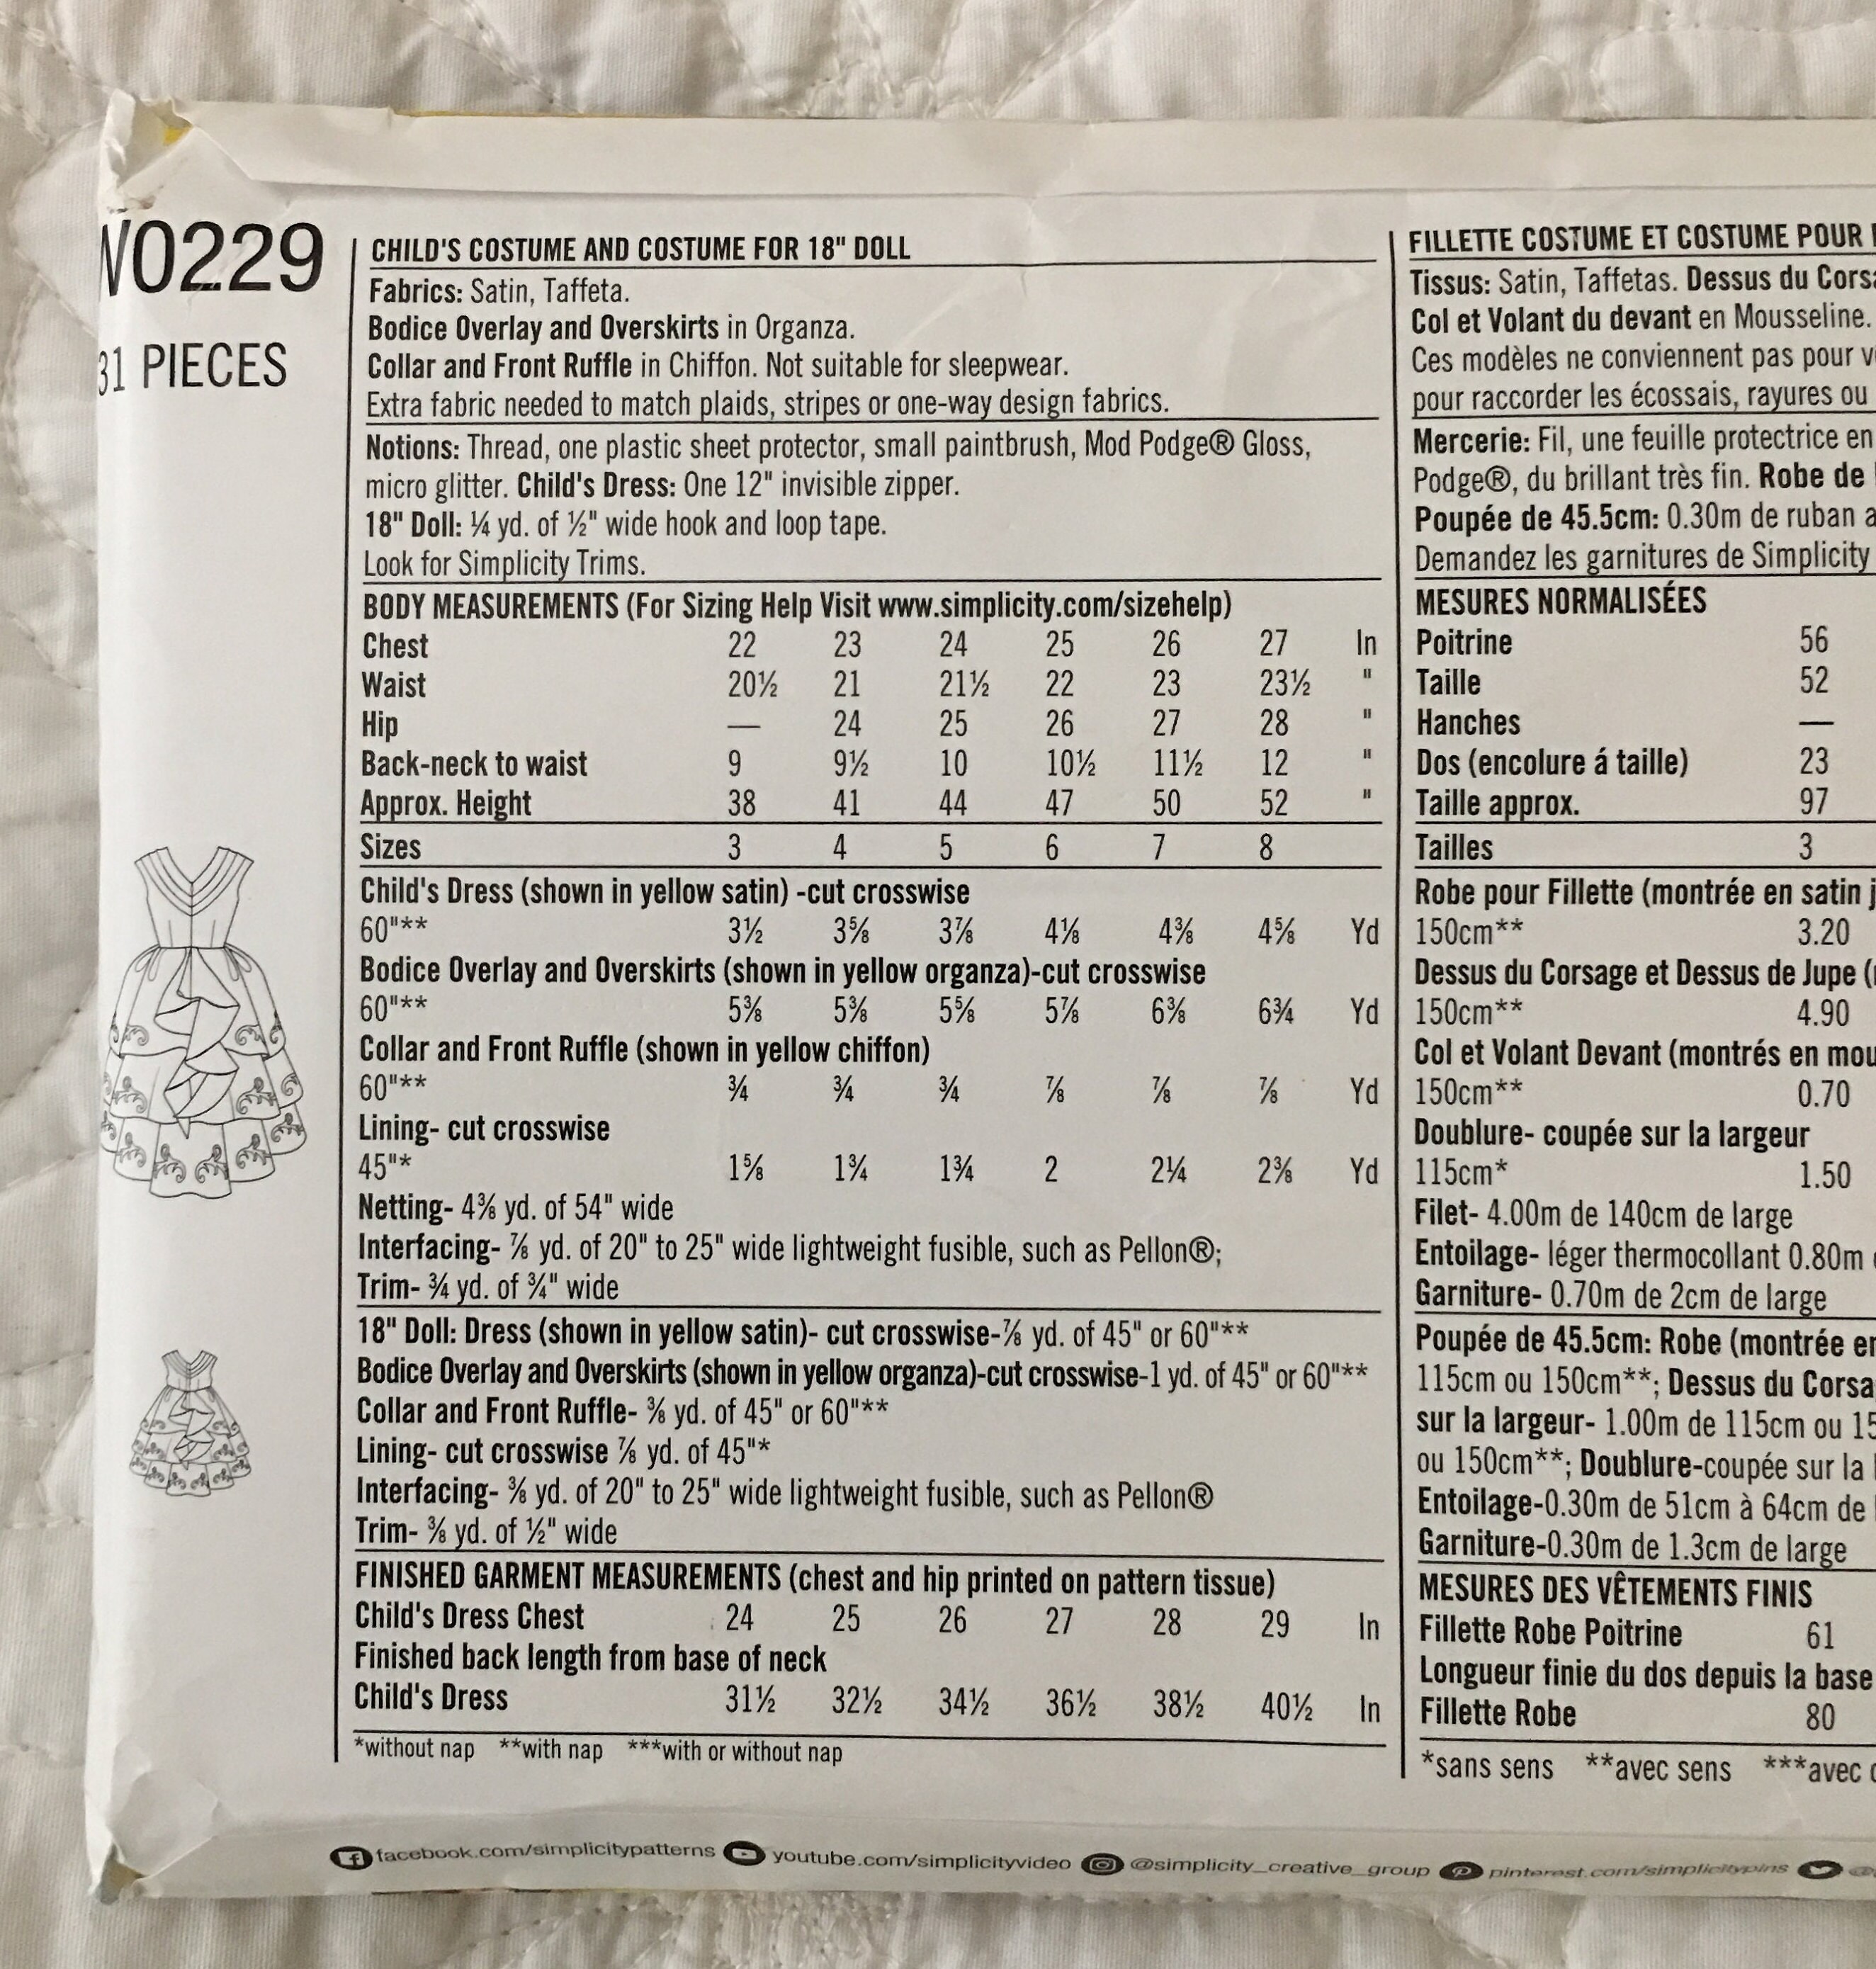 V0229
31 PIECES
CHILD'S COSTUME AND COSTUME FOR 18" DOLL
Fabrics: Satin, Taffeta.
Bodice Overlay and Overskirts in Organza.
Collar and Front Ruffle in Chiffon. Not suitable for sleepwear.
Extra fabric needed to match plaids, stripes or one-way design fabrics.
Notions: Thread, one plastic sheet protector, small paintbrush, Mod Podge® Gloss,
micro glitter. Child's Dress: One 12" invisible zipper.
18" Doll: ¼ yd. of ½" wide hook and loop tape.
Look for Simplicity Trims.
BODY MEASUREMENTS (For Sizing Help Visit www.simplicity.com/sizehelp)
Chest 22 23 24 25 26 27 In
Waist 20½ 21 21½ 22 23 23½ "
Hip — 24 25 26 27 28 "
Back-neck to waist 9 9½ 10 10½ 11½ 12 "
Approx. Height 38 41 44 47 50 52 "
Sizes 3 4 5 6 7 8
Child's Dress (shown in yellow satin) -cut crosswise
60"** 3½ 3⅝ 3⅞ 4⅛ 4⅜ 4⅝ Yd
Bodice Overlay and Overskirts (shown in yellow organza)-cut crosswise
60"** 5⅜ 5⅜ 5⅝ 5⅞ 6⅜ 6¾ Yd
Collar and Front Ruffle (shown in yellow chiffon)
60"** ¾ ¾ ¾ ⅞ ⅞ ⅞ Yd
Lining- cut crosswise
45"* 1⅝ 1¾ 1¾ 2 2¼ 2⅜ Yd
Netting- 4⅜ yd. of 54" wide
Interfacing- ⅞ yd. of 20" to 25" wide lightweight fusible, such as Pellon®;
Trim- ¾ yd. of ¾" wide
18" Doll: Dress (shown in yellow satin)- cut crosswise-⅞ yd. of 45" or 60"**
Bodice Overlay and Overskirts (shown in yellow organza)-cut crosswise-1 yd. of 45" or 60"**
Collar and Front Ruffle- ⅜ yd. of 45" or 60"**
Lining- cut crosswise ⅞ yd. of 45"*
Interfacing- ⅜ yd. of 20" to 25" wide lightweight fusible, such as Pellon®
Trim- ⅜ yd. of ½" wide
FINISHED GARMENT MEASUREMENTS (chest and hip printed on pattern tissue)
Child's Dress Chest 24 25 26 27 28 29 In
Finished back length from base of neck
Child's Dress 31½ 32½ 34½ 36½ 38½ 40½ In
*without nap **with nap ***with or without nap
FILLETTE COSTUME ET COSTUME POUR
Tissus: Satin, Taffetas. Dessus du Corsa
Col et Volant du devant en Mousseline.
Ces modèles ne conviennent pas pour v
pour raccorder les écossais, rayures ou
Mercerie: Fil, une feuille protectrice en
Podge®, du brillant très fin. Robe de
Poupée de 45.5cm: 0.30m de ruban a
Demandez les garnitures de Simplicity
MESURES NORMALISÉES
Poitrine 56
Taille 52
Hanches —
Dos (encolure á taille) 23
Taille approx. 97
Tailles 3
Robe pour Fillette (montrée en satin j
150cm** 3.20
Dessus du Corsage et Dessus de Jupe (
150cm** 4.90
Col et Volant Devant (montrés en mou
150cm** 0.70
Doublure- coupée sur la largeur
115cm* 1.50
Filet- 4.00m de 140cm de large
Entoilage- léger thermocollant 0.80m
Garniture- 0.70m de 2cm de large
Poupée de 45.5cm: Robe (montrée en
115cm ou 150cm**; Dessus du Corsa
sur la largeur- 1.00m de 115cm ou 15
ou 150cm**; Doublure-coupée sur la
Entoilage-0.30m de 51cm à 64cm de
Garniture-0.30m de 1.3cm de large
MESURES DES VÊTEMENTS FINIS
Fillette Robe Poitrine 61
Longueur finie du dos depuis la base
Fillette Robe 80
*sans sens **avec sens ***avec
facebook.com/simplicitypatterns youtube.com/simplicityvideo @simplicity_creative_group pinterest.com/simplicitypins